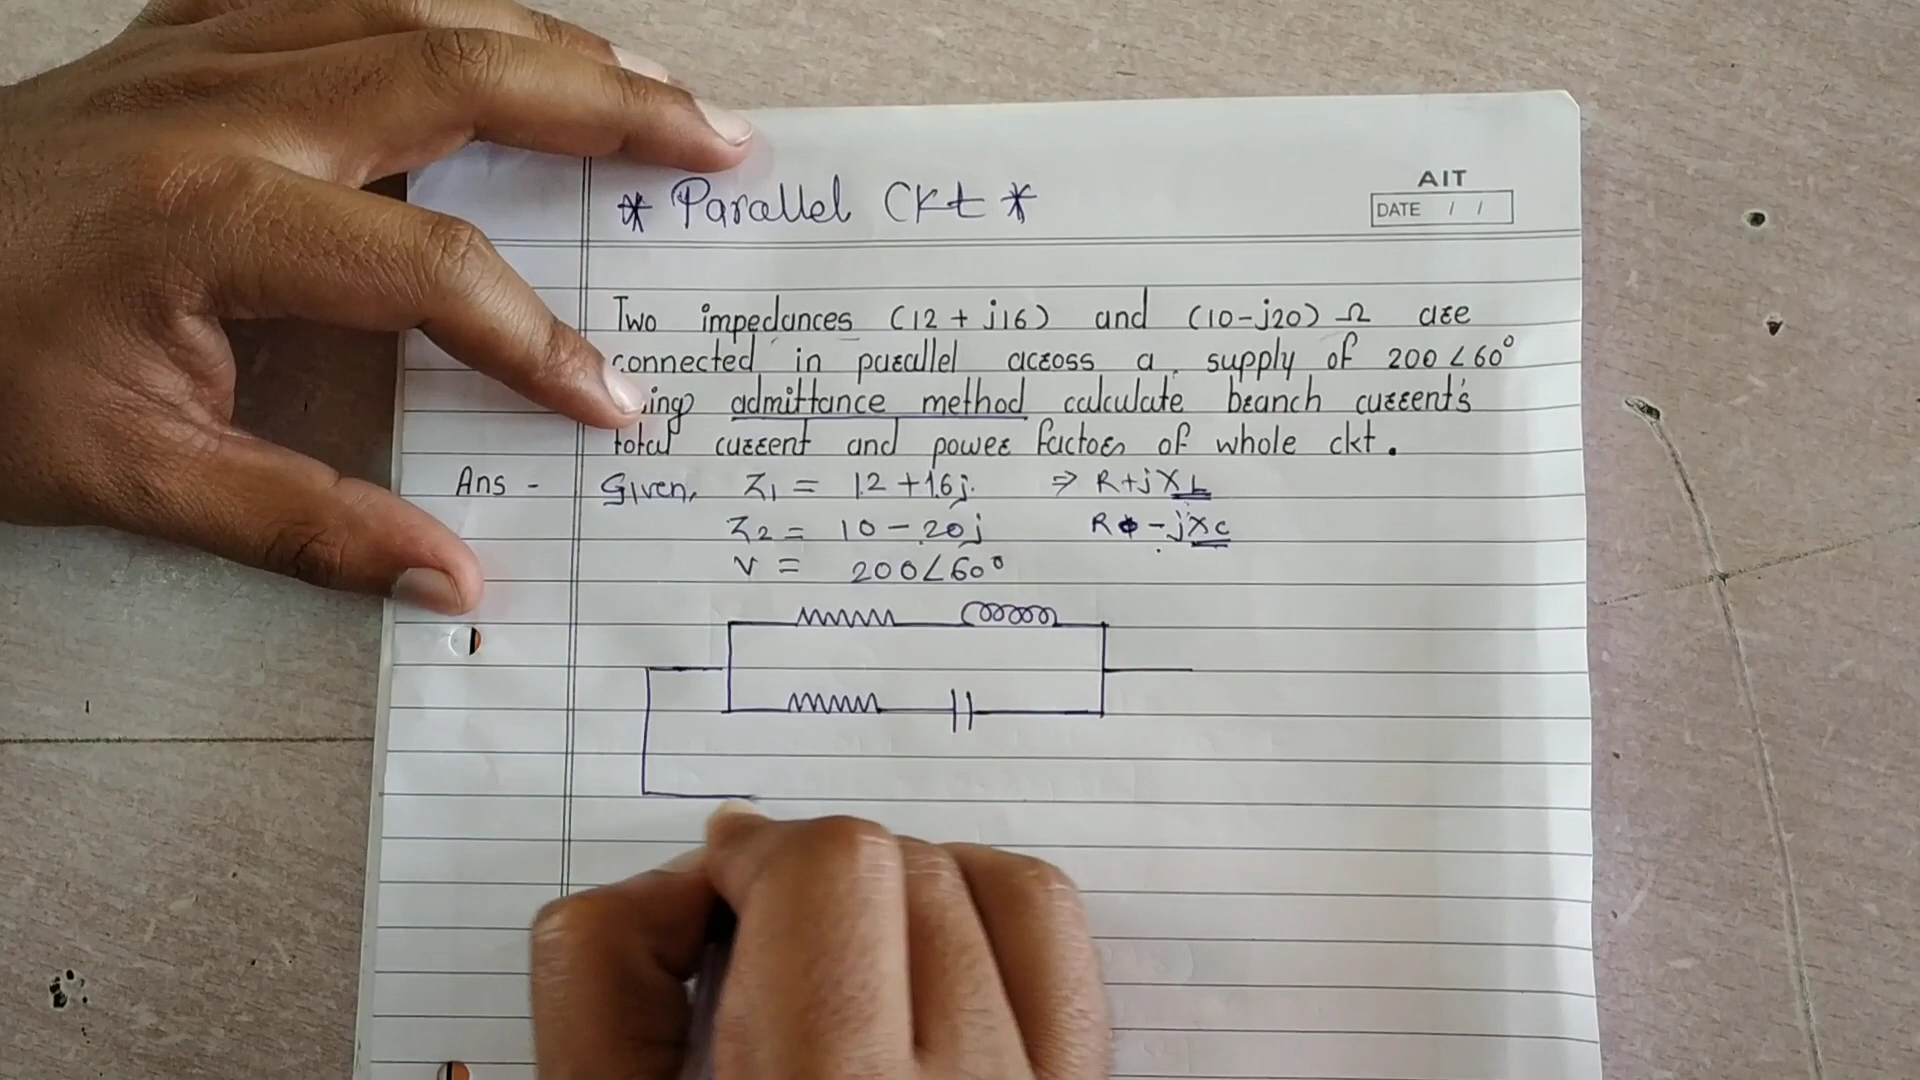 * Parallel Ckt *
AIT
DATE / /
Two impedances (12 + j16) and (10-j20) Ω are
connected in parallel across a supply of 200 ∠60°
admittance method calculate branch current's
total current and power factor of whole ckt.
Ans - Given, Z1 = 12 + 16j. ⇒ R+jXL
Z2 = 10 - 20j R - jXc
V = 200∠60°